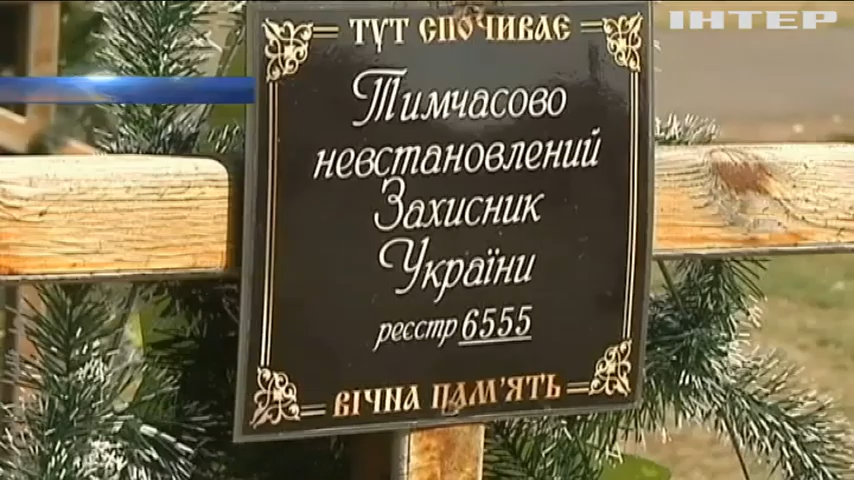 ІНТЕР
ТУТ СПОЧИВАЄ
Тимчасово
невстановлений
Захисник
України
реєстр 6555
ВІЧНА ПАМ'ЯТЬ